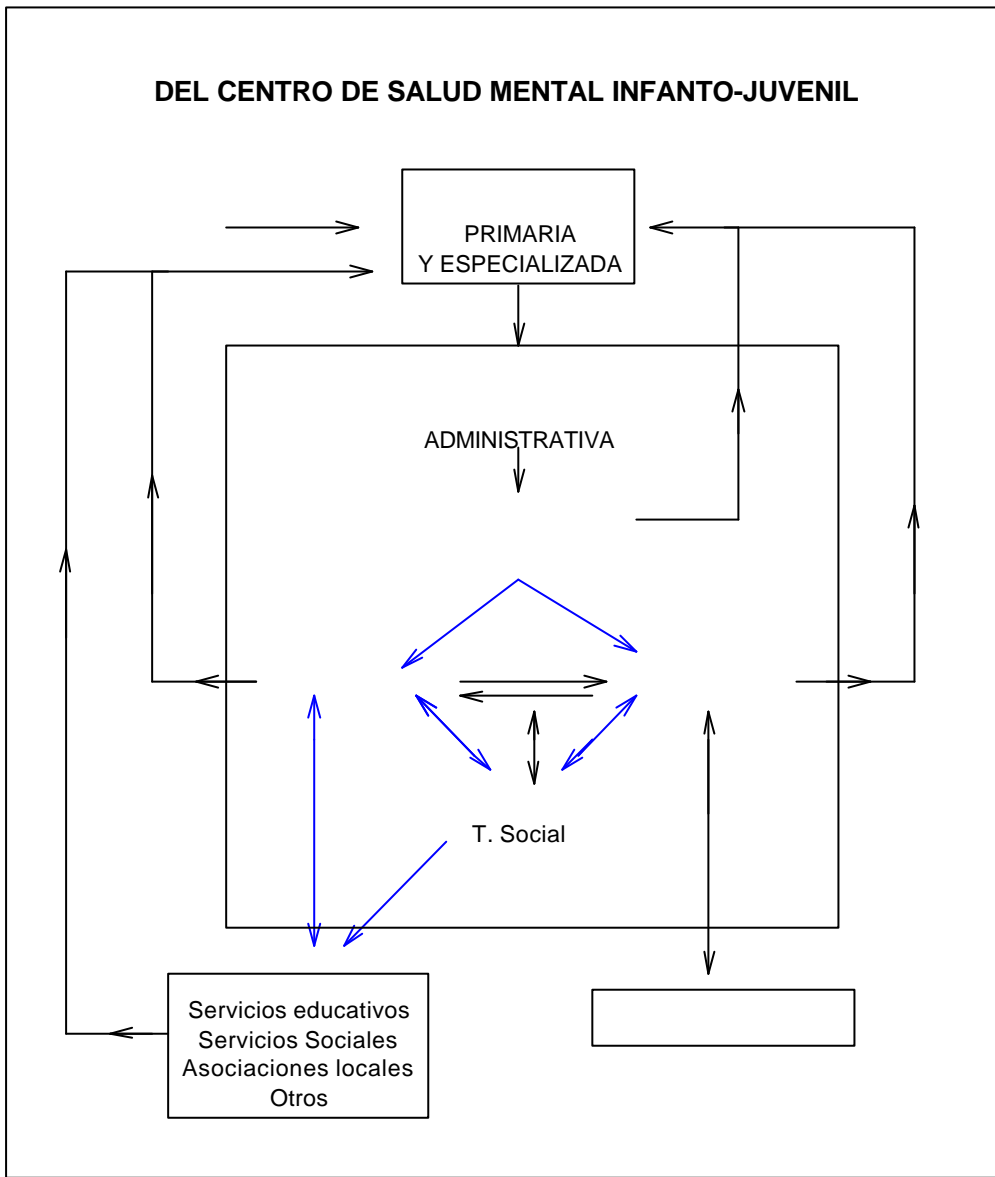 DEL CENTRO DE SALUD MENTAL INFANTO-JUVENIL
PRIMARIA
Y ESPECIALIZADA
ADMINISTRATIVA
T. Social
Servicios educativos
Servicios Sociales
Asociaciones locales
Otros